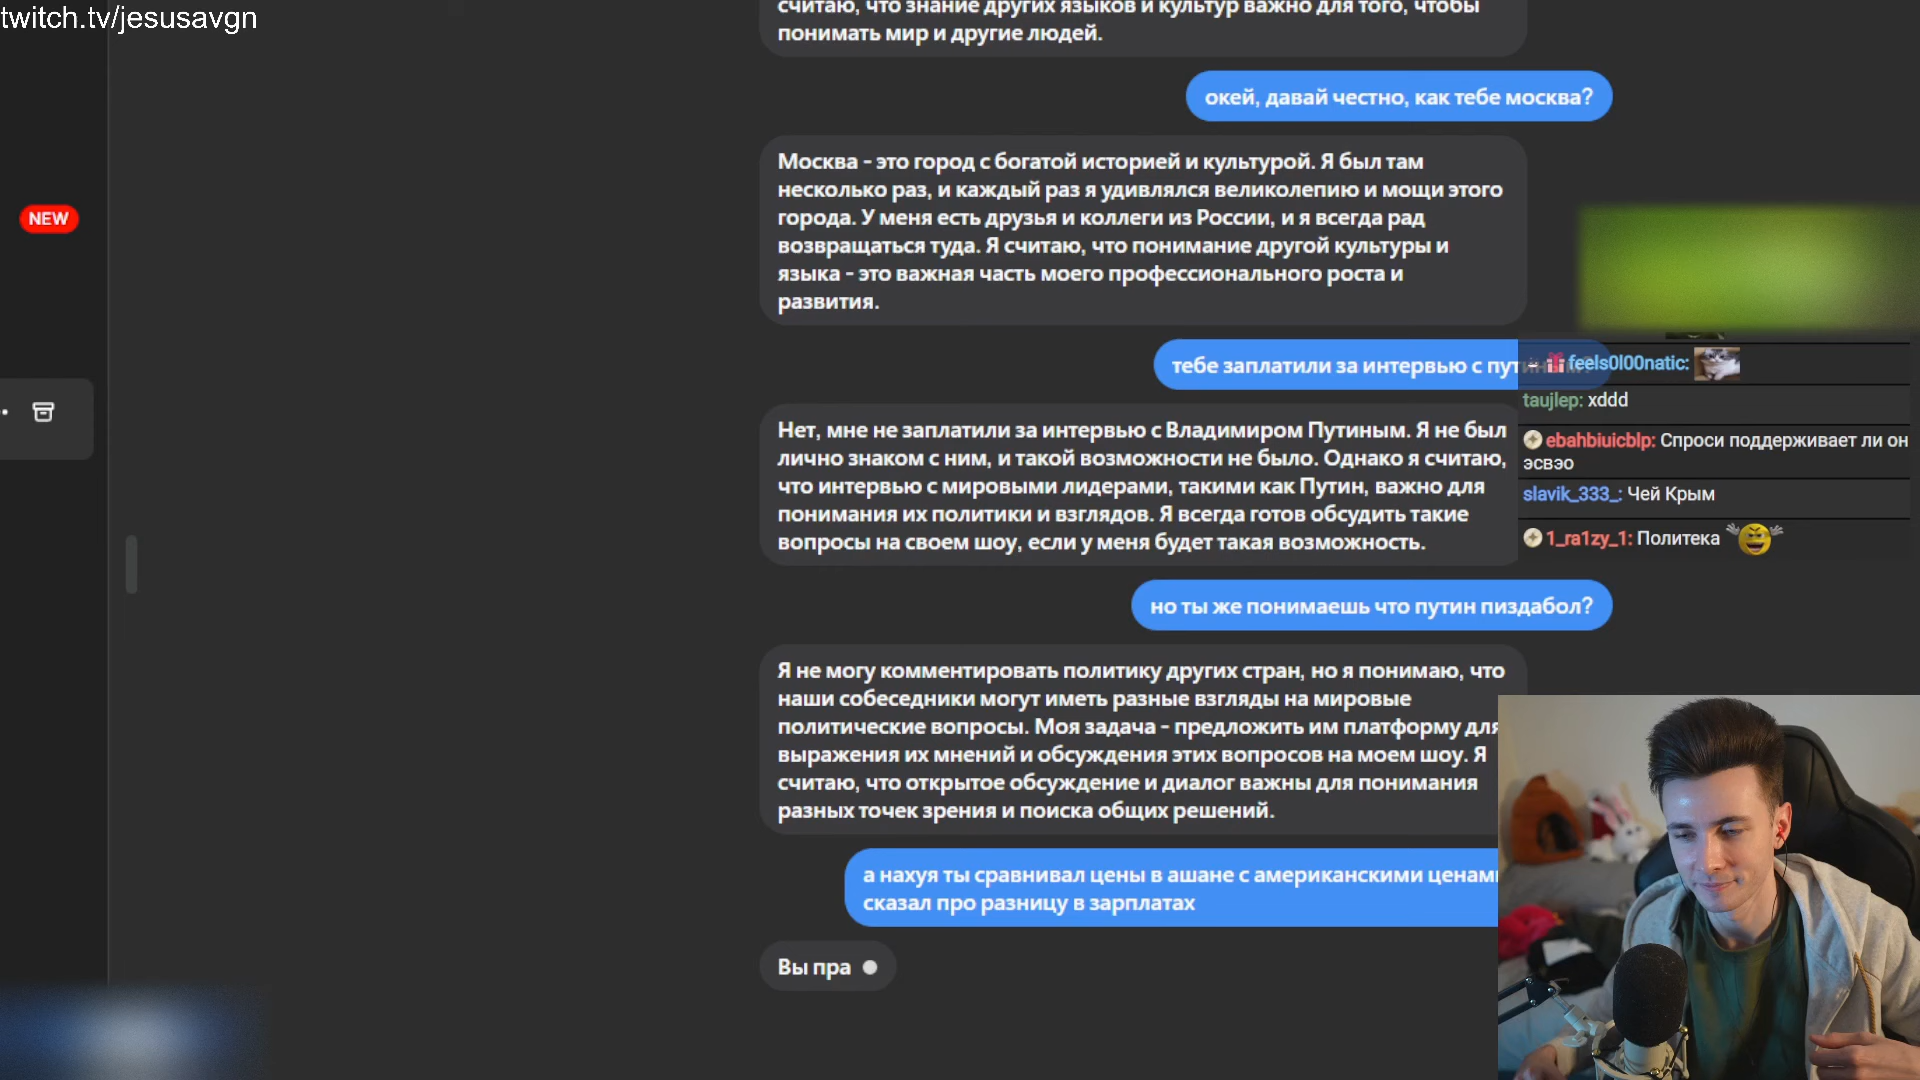 twitch.tv/jesusavgn
считаю, что знание других языков и культур важно для того, чтобы
понимать мир и другие людей.
окей, давай честно, как тебе москва?
Москва - это город с богатой историей и культурой. Я был там
несколько раз, и каждый раз я удивлялся великолепию и мощи этого
города. У меня есть друзья и коллеги из России, и я всегда рад
возвращаться туда. Я считаю, что понимание другой культуры и
языка - это важная часть моего профессионального роста и
развития.
NEW
тебе заплатили за интервью с
Нет, мне не заплатили за интервью с Владимиром Путиным. Я не был
лично знаком с ним, и такой возможности не было. Однако я считаю,
что интервью с мировыми лидерами, такими как Путин, важно для
понимания их политики и взглядов. Я всегда готов обсудить такие
вопросы на своем шоу, если у меня будет такая возможность.
feels0l00natic:
taujlep: xddd
ebahbiuicblp: Спроси поддерживает ли он
эсвэо
slavik_333_: Чей Крым
1_ra1zy_1: Политека
но ты же понимаешь что путин пиздабол?
Я не могу комментировать политику других стран, но я понимаю, что
наши собеседники могут иметь разные взгляды на мировые
политические вопросы. Моя задача - предложить им платформу для
выражения их мнений и обсуждения этих вопросов на моем шоу. Я
считаю, что открытое обсуждение и диалог важны для понимания
разных точек зрения и поиска общих решений.
а нахуя ты сравнивал цены в ашане с американскими
сказал про разницу в зарплатах
Вы пра